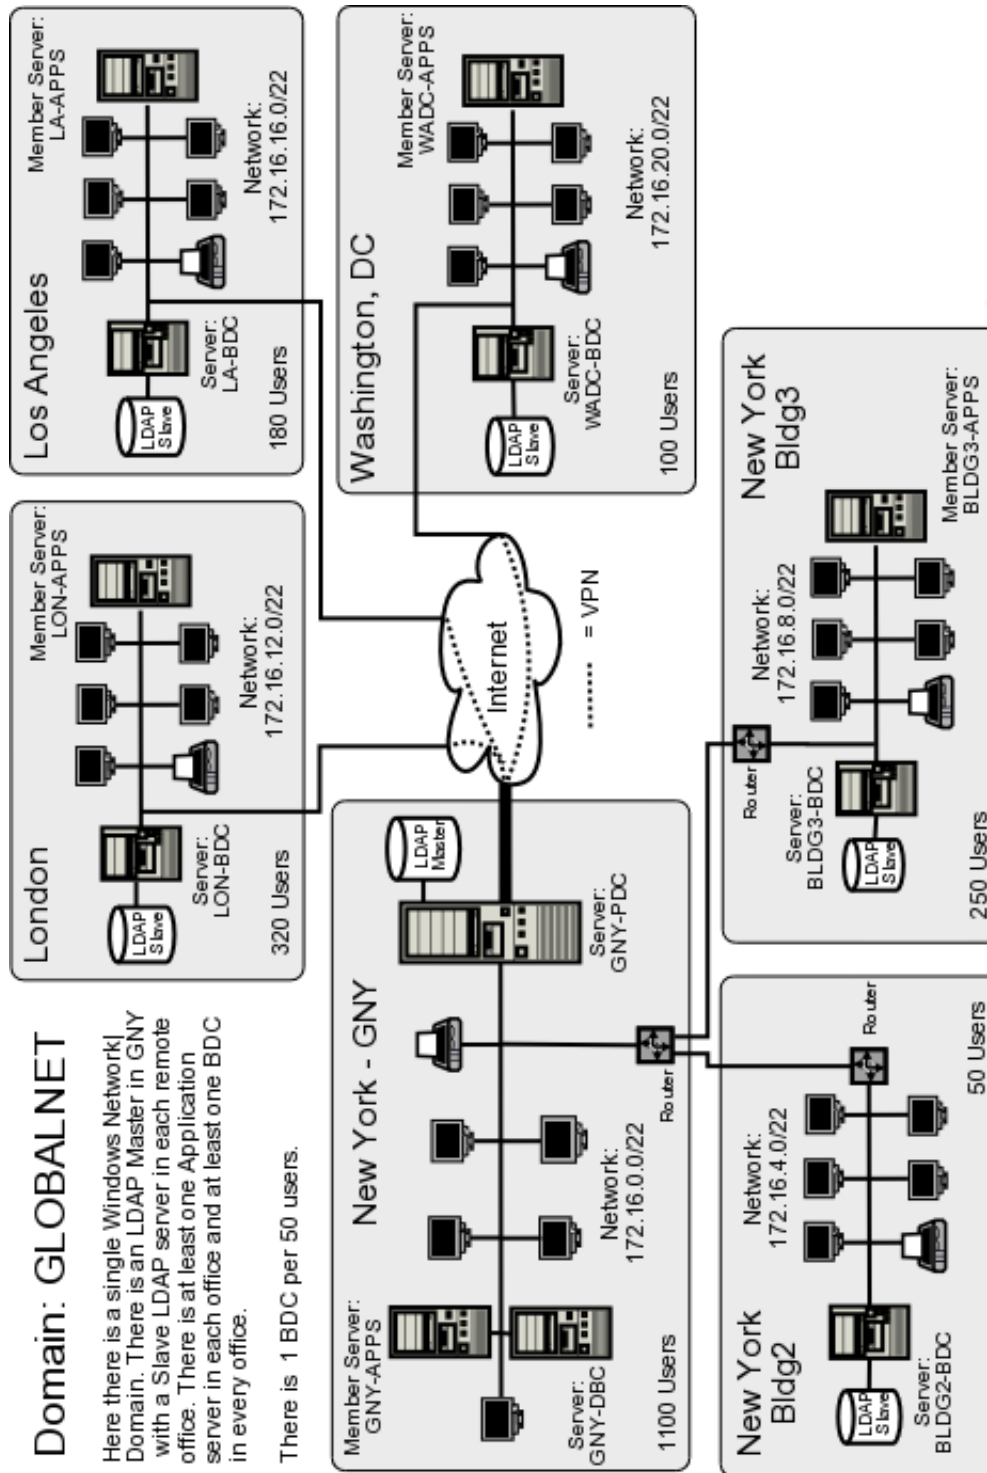 Domain: GLOBALNET
Here there is a single Windows Network|
Domain. There is an LDAP Master in GNY
with a Slave LDAP server in each remote
office. There is at least one Application
server in each office and at least one BDC
in every office.
There is 1 BDC per 50 users.
London
Member Server:
LON-APPS
LDAP
Slave
Server:
LON-BDC
Network:
172.16.12.0/22
320 Users
Los Angeles
Member Server:
LA-APPS
LDAP
Slave
Server:
LA-BDC
Network:
172.16.16.0/22
180 Users
New York - GNY
Member Server:
GNY-APPS
Server:
GNY-DBC
Network:
172.16.0.0/22
1100 Users
LDAP
Master
Server:
GNY-PDC
Router
Internet
= VPN
Washington, DC
Member Server:
WADC-APPS
LDAP
Slave
Server:
WADC-BDC
Network:
172.16.20.0/22
100 Users
New York
Bldg2
Network:
172.16.4.0/22
LDAP
Slave
Server:
BLDG2-BDC
Router
50 Users
Router
New York
Bldg3
Network:
172.16.8.0/22
Server:
BLDG3-BDC
LDAP
Slave
Member Server:
BLDG3-APPS
250 Users